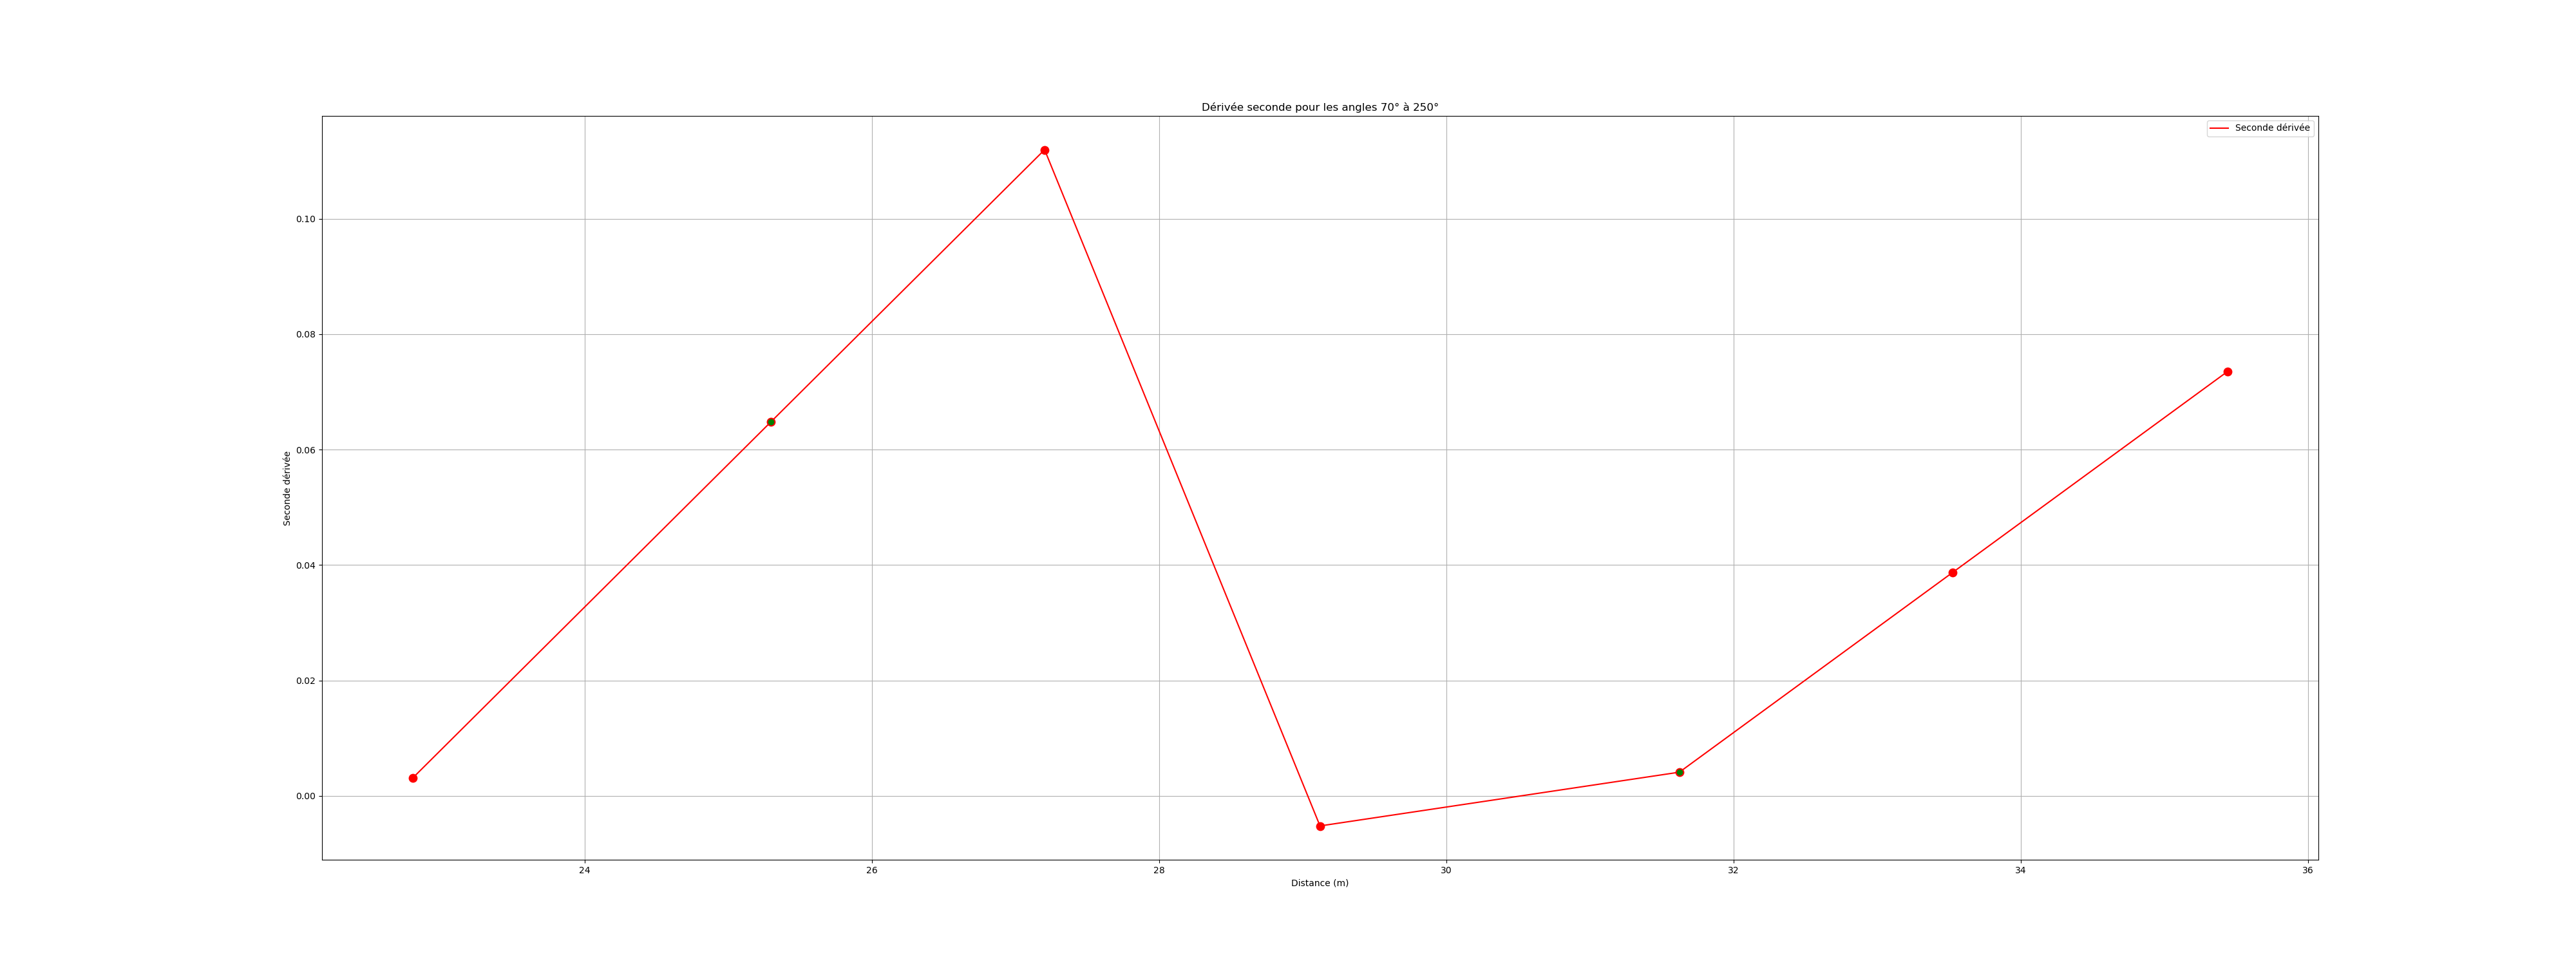 Dérivée seconde pour les angles 70° à 250°
Seconde dérivée
0.10
0.08
0.06
0.04
0.02
0.00
Seconde dérivée
24 26 28 30 32 34 36
Distance (m)